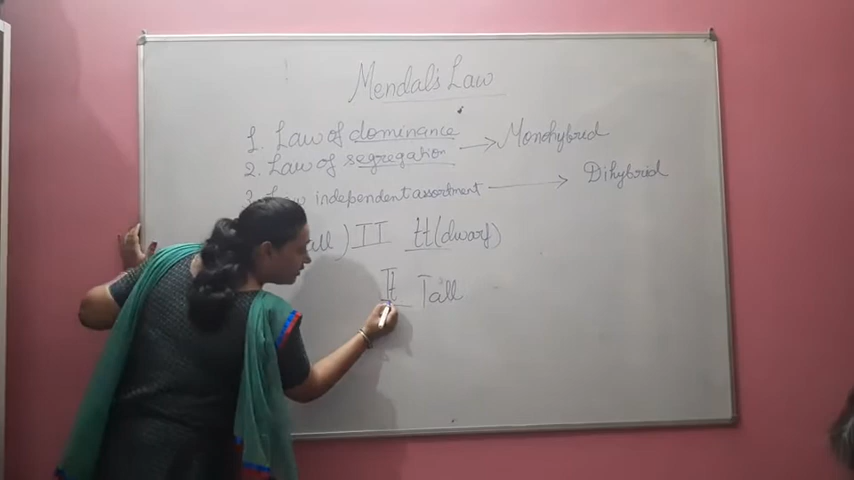 Mendal's Law
1. Law of dominance
2. Law of segregation → Monohybrid
3. Law independent assortment → Dihybrid
) TT tt (dwarf)
Tt Tall